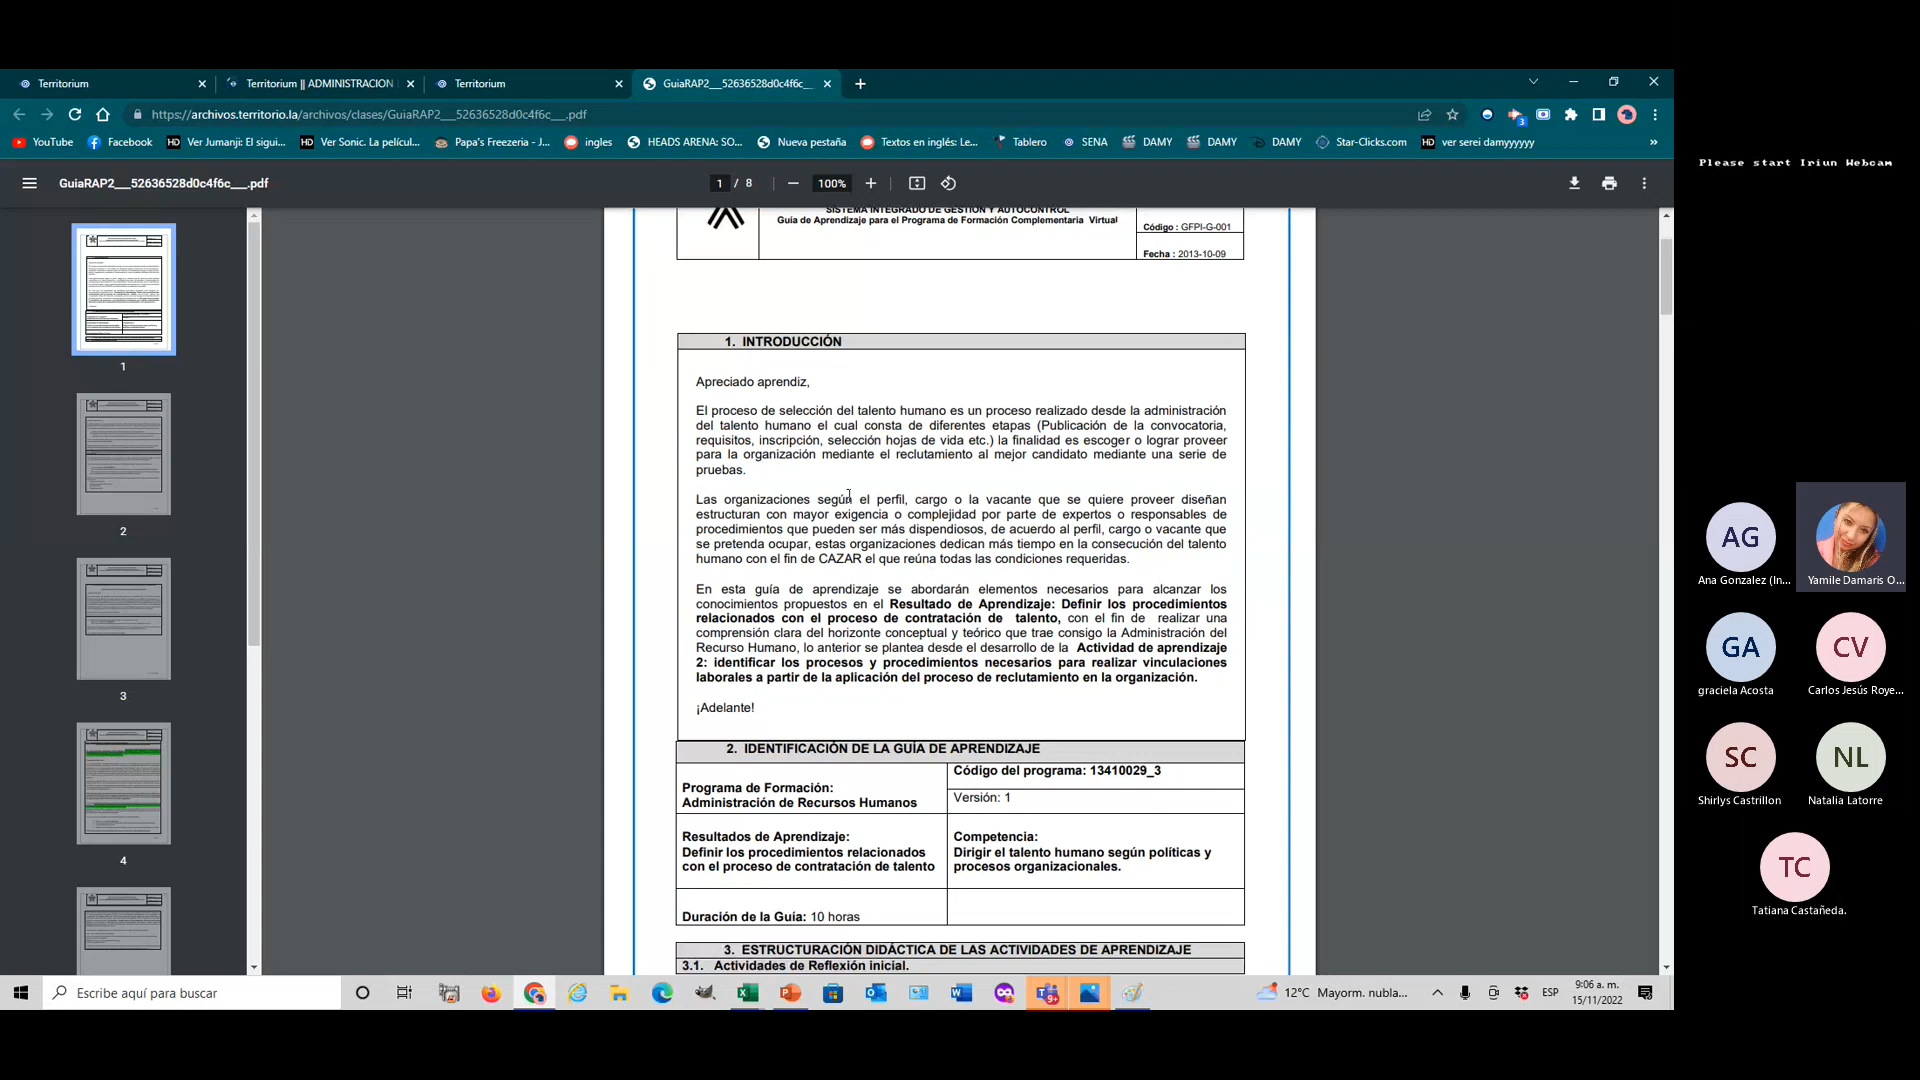 Territorium
Territorium || ADMINISTRACION
Territorium
GuiaRAP2__52636528d0c4f6c__
https://archivos.territorio.la/archivos/clases/GuiaRAP2__52636528d0c4f6c__.pdf
3
YouTube
Facebook
Ver Jumanji: El sigui...
Ver Sonic. La películ...
Papa's Freezeria - J...
ingles
HEADS ARENA: SO...
Nueva pestaña
Textos en inglés: Le...
Tablero
SENA
DAMY
DAMY
DAMY
Star-Clicks.com
ver serei damyyyyyy
»
GuiaRAP2__52636528d0c4f6c__.pdf
1 / 8
100%
SISTEMA INTEGRADO DE GESTIÓN Y AUTOCONTROL
Guía de Aprendizaje para el Programa de Formación Complementaria Virtual
Código : GFPI-G-001
Fecha : 2013-10-09
1. INTRODUCCIÓN
Apreciado aprendiz,
El proceso de selección del talento humano es un proceso realizado desde la administración
del talento humano el cual consta de diferentes etapas (Publicación de la convocatoria,
requisitos, inscripción, selección hojas de vida etc.) la finalidad es escoger o lograr proveer
para la organización mediante el reclutamiento al mejor candidato mediante una serie de
pruebas.
Las organizaciones según el perfil, cargo o la vacante que se quiere proveer diseñan
estructuran con mayor exigencia o complejidad por parte de expertos o responsables de
procedimientos que pueden ser más dispendiosos, de acuerdo al perfil, cargo o vacante que
se pretenda ocupar, estas organizaciones dedican más tiempo en la consecución del talento
humano con el fin de CAZAR el que reúna todas las condiciones requeridas.
En esta guía de aprendizaje se abordarán elementos necesarios para alcanzar los
conocimientos propuestos en el Resultado de Aprendizaje: Definir los procedimientos
relacionados con el proceso de contratación de talento, con el fin de realizar una
comprensión clara del horizonte conceptual y teórico que trae consigo la Administración del
Recurso Humano, lo anterior se plantea desde el desarrollo de la Actividad de aprendizaje
2: identificar los procesos y procedimientos necesarios para realizar vinculaciones
laborales a partir de la aplicación del proceso de reclutamiento en la organización.
¡Adelante!
2. IDENTIFICACIÓN DE LA GUÍA DE APRENDIZAJE
Programa de Formación:
Administración de Recursos Humanos
Código del programa: 13410029_3
Versión: 1
Resultados de Aprendizaje:
Definir los procedimientos relacionados
con el proceso de contratación de talento
Competencia:
Dirigir el talento humano según políticas y
procesos organizacionales.
Duración de la Guía: 10 horas
3. ESTRUCTURACIÓN DIDÁCTICA DE LAS ACTIVIDADES DE APRENDIZAJE
3.1. Actividades de Reflexión inicial.
1
2
3
4
Please start Iriun Webcam
AG
Ana Gonzalez (In...
Yamile Damaris O...
GA
graciela Acosta
CV
Carlos Jesús Roye...
SC
Shirlys Castrillon
NL
Natalia Latorre
TC
Tatiana Castañeda.
Escribe aquí para buscar
9+
12°C Mayorm. nubla...
ESP
9:06 a. m.
15/11/2022